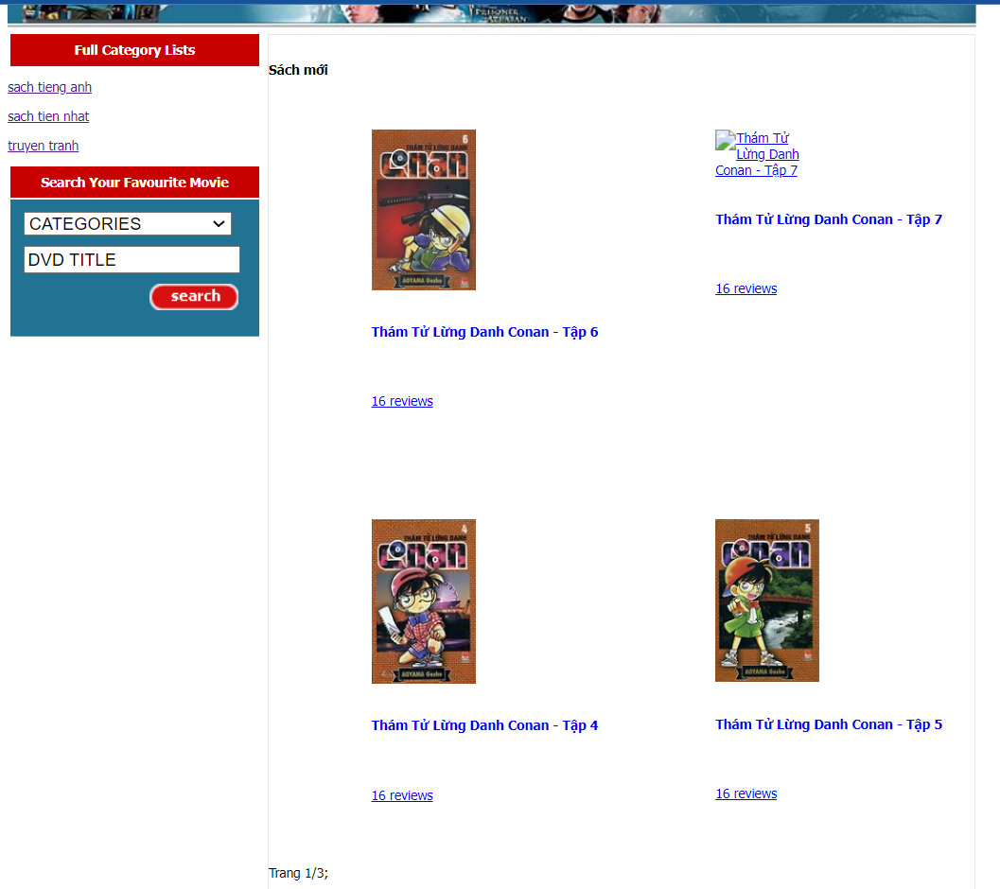 PRISONER
AZKABAN
Full Category Lists
sach tieng anh
sach tien nhat
truyen tranh
Search Your Favourite Movie
CATEGORIES
DVD TITLE
search
Sách mới
6
THÁM TỬ LỪNG DANH
Conan
AOYAMA Gosho
Thám Tử Lừng Danh Conan - Tập 6
16 reviews
Thám Tử
Lừng Danh
Conan - Tập 7
Thám Tử Lừng Danh Conan - Tập 7
16 reviews
4
THÁM TỬ LỪNG DANH
Conan
AOYAMA Gosho
Thám Tử Lừng Danh Conan - Tập 4
16 reviews
5
THÁM TỬ LỪNG DANH
Conan
AOYAMA Gosho
Thám Tử Lừng Danh Conan - Tập 5
16 reviews
Trang 1/3;